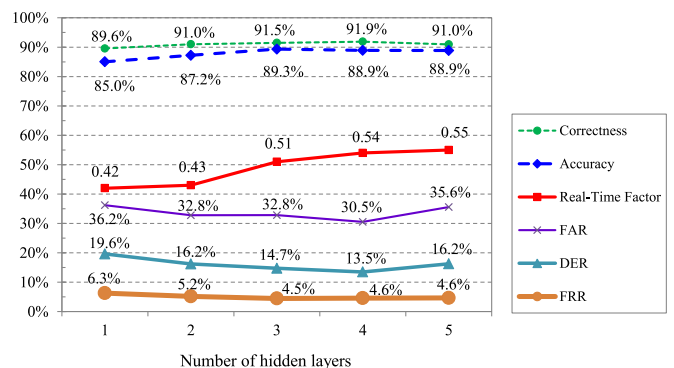 100%
90%
80%
70%
60%
50%
40%
30%
20%
10%
0%
89.6% 91.0% 91.5% 91.9% 91.0%
85.0% 87.2% 89.3% 88.9% 88.9%
0.42 0.43 0.51 0.54 0.55
36.2% 32.8% 32.8% 30.5% 35.6%
19.6% 16.2% 14.7% 13.5% 16.2%
6.3% 5.2% 4.5% 4.6% 4.6%
1 2 3 4 5
Number of hidden layers
Correctness
Accuracy
Real-Time Factor
FAR
DER
FRR